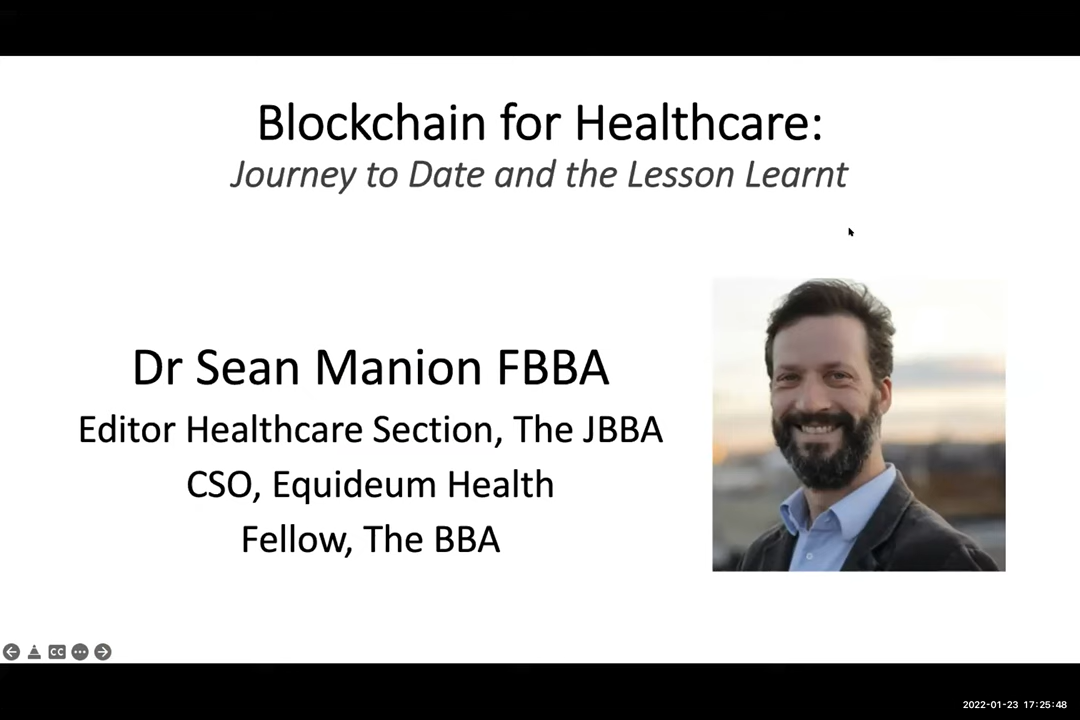 Blockchain for Healthcare:
Journey to Date and the Lesson Learnt
Dr Sean Manion FBBA
Editor Healthcare Section, The JBBA
CSO, Equideum Health
Fellow, The BBA
CC
2022-01-23 17:25:48